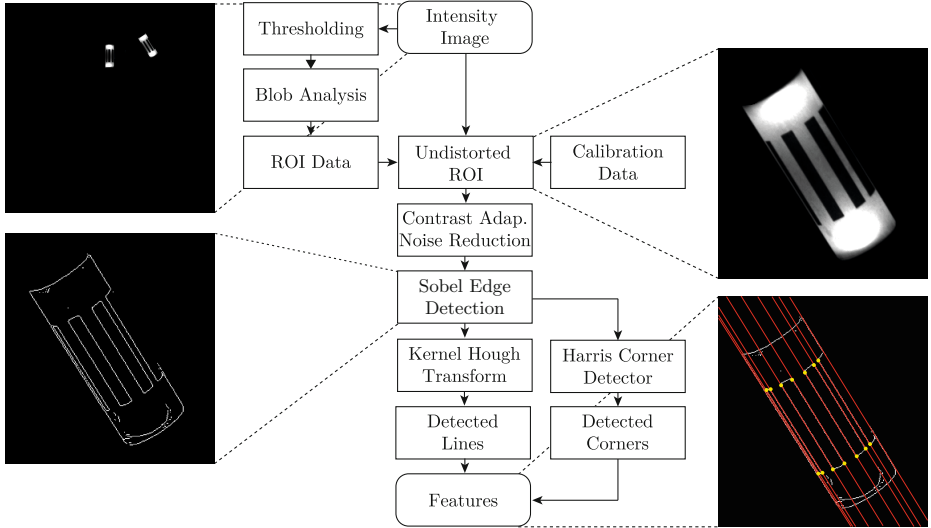 Thresholding
Intensity
Image
Blob Analysis
ROI Data
Undistorted
ROI
Calibration
Data
Contrast Adap.
Noise Reduction
Sobel Edge
Detection
Kernel Hough
Transform
Harris Corner
Detector
Detected
Lines
Detected
Corners
Features